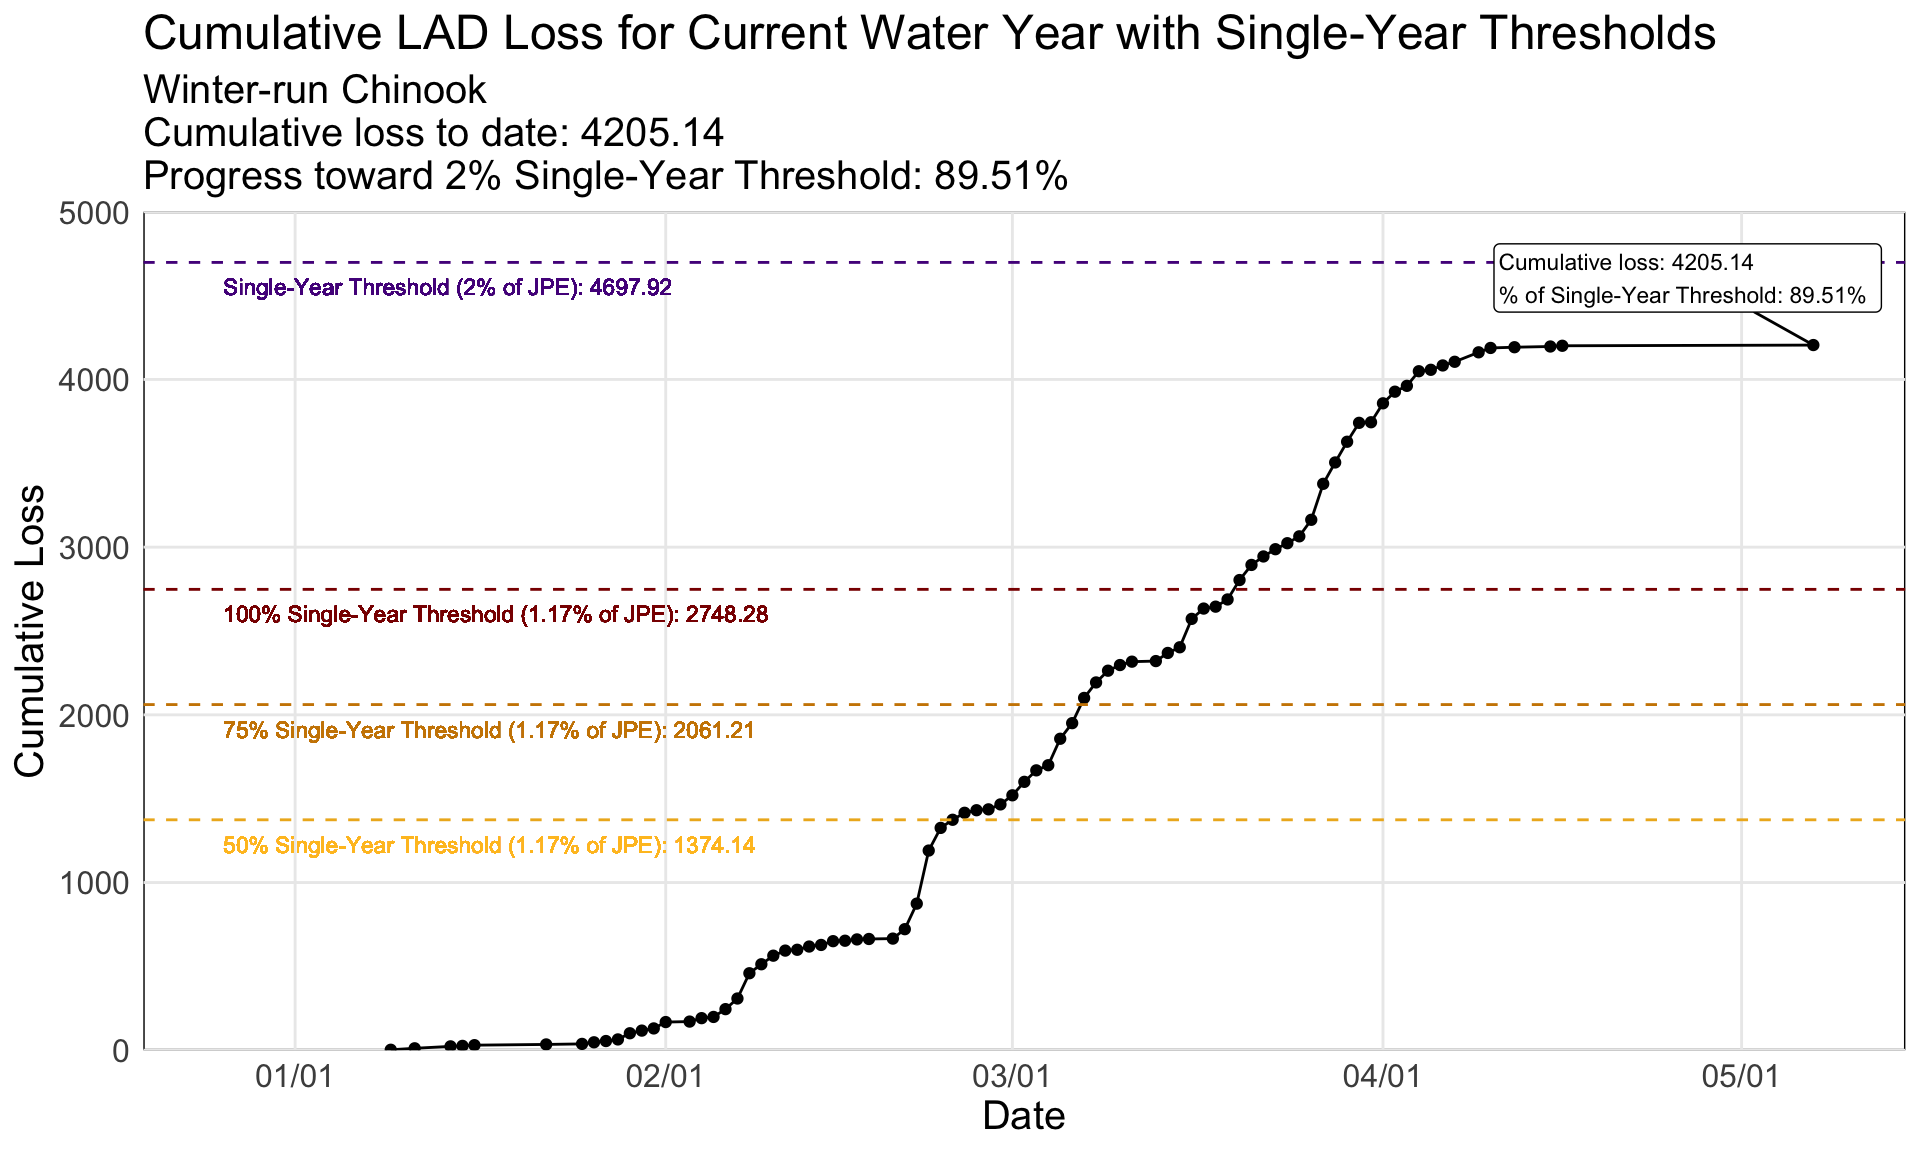 Cumulative LAD Loss for Current Water Year with Single-Year Thresholds
Winter-run Chinook
Cumulative loss to date: 4205.14
Progress toward 2% Single-Year Threshold: 89.51%
5000
Single-Year Threshold (2% of JPE): 4697.92
Cumulative loss: 4205.14
% of Single-Year Threshold: 89.51%
4000
3000
100% Single-Year Threshold (1.17% of JPE): 2748.28
2000
75% Single-Year Threshold (1.17% of JPE): 2061.21
50% Single-Year Threshold (1.17% of JPE): 1374.14
1000
0
Cumulative Loss
01/01
02/01
03/01
04/01
05/01
Date